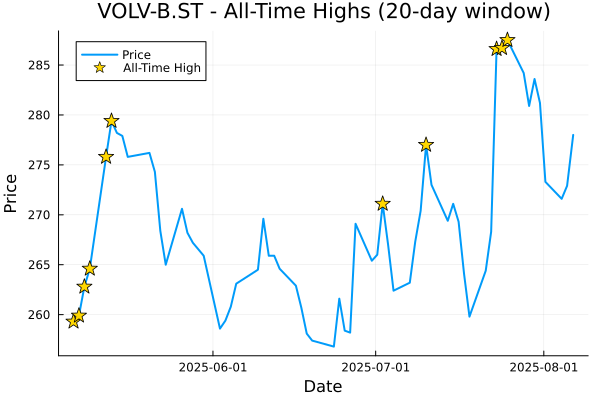 VOLV-B.ST - All-Time Highs (20-day window)
Price
All-Time High
Price
285
280
275
270
265
260
2025-06-01
2025-07-01
2025-08-01
Date